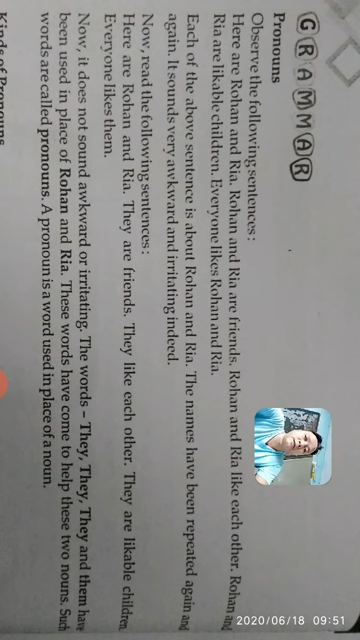 GRAMMAR
Pronouns
Observe the following sentences :
Here are Rohan and Ria. Rohan and Ria are friends. Rohan and Ria like each other. Rohan and
Ria are likable children. Everyone likes Rohan and Ria.
Each of the above sentence is about Rohan and Ria. The names have been repeated again and
again. It sounds very awkward and irritating indeed.
Now, read the following sentences :
Here are Rohan and Ria. They are friends. They like each other. They are likable children.
Everyone likes them.
Now, it does not sound awkward or irritating. The words – They, They, They and them have
been used in place of Rohan and Ria. These words have come to help these two nouns. Such
words are called pronouns. A pronoun is a word used in place of a noun.
Kinds of Pronouns
2020/06/18 09:51